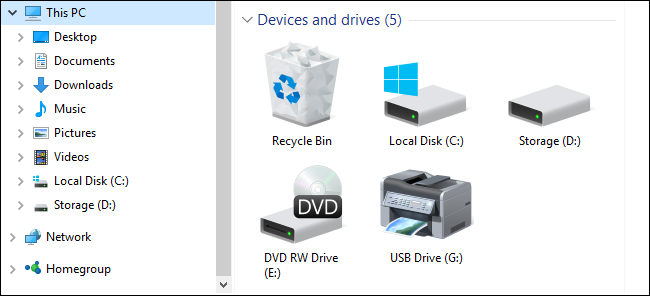 This PC
Desktop
Documents
Downloads
Music
Pictures
Videos
Local Disk (C:)
Storage (D:)
Network
Homegroup
Devices and drives (5)
Recycle Bin
Local Disk (C:)
Storage (D:)
DVD
DVD RW Drive
(E:)
USB Drive (G:)